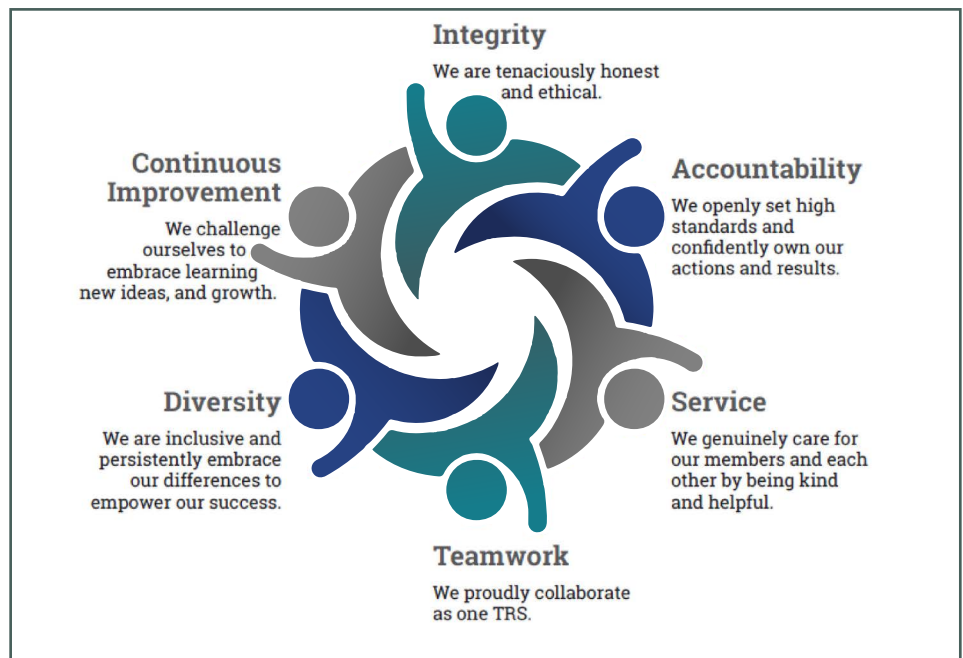 Integrity
We are tenaciously honest
and ethical.
Accountability
We openly set high
standards and
confidently own our
actions and results.
Service
We genuinely care for
our members and each
other by being kind
and helpful.
Teamwork
We proudly collaborate
as one TRS.
Diversity
We are inclusive and
persistently embrace
our differences to
empower our success.
Continuous
Improvement
We challenge
ourselves to
embrace learning
new ideas, and growth.